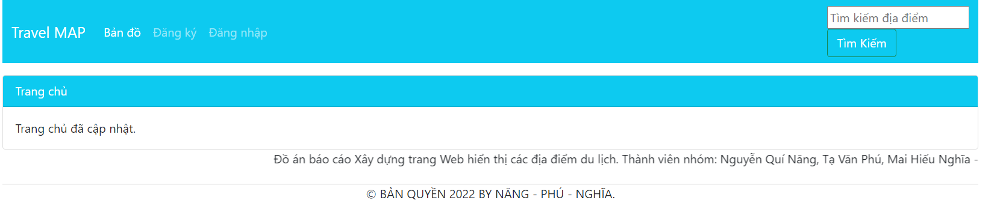 Travel MAP Bản đồ Đăng ký Đăng nhập
Tìm kiếm địa điểm
Tìm Kiếm
Trang chủ
Trang chủ đã cập nhật.
Đồ án báo cáo Xây dựng trang Web hiển thị các địa điểm du lịch. Thành viên nhóm: Nguyễn Quí Năng, Tạ Văn Phú, Mai Hiếu Nghĩa -
© BẢN QUYỀN 2022 BY NĂNG - PHÚ - NGHĨA.